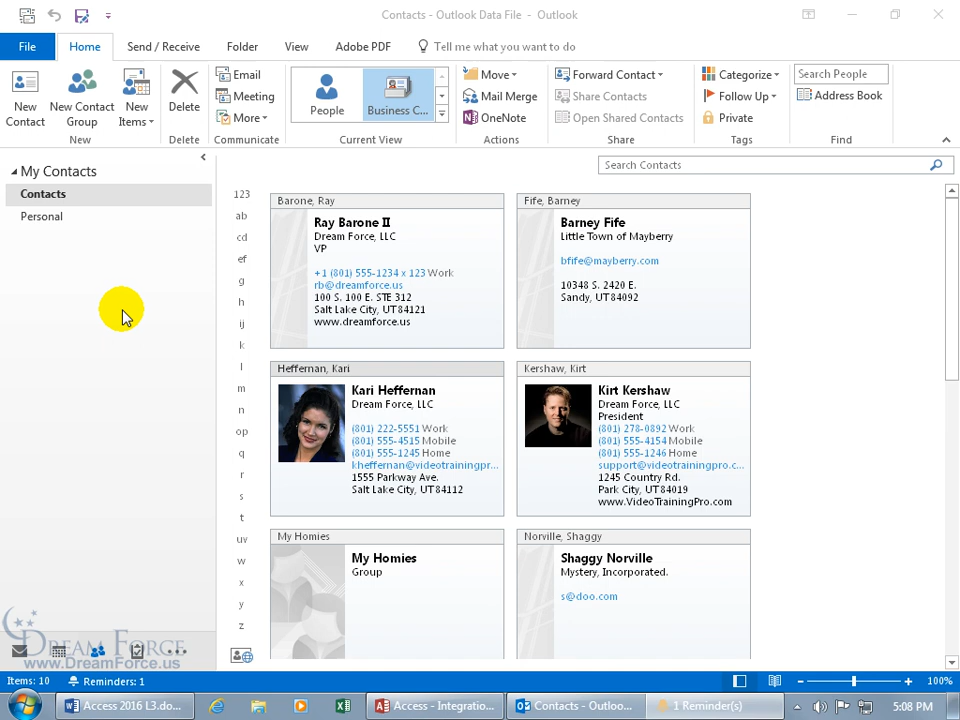 Contacts - Outlook Data File - Outlook
File Home Send / Receive Folder View Adobe PDF Tell me what you want to do
New Contact
New Contact Group
New Items
New
Delete
Delete
Email
Meeting
More
Communicate
People
Business C...
Current View
Move
Mail Merge
OneNote
Actions
Forward Contact
Share Contacts
Open Shared Contacts
Share
Categorize
Follow Up
Private
Tags
Search People
Address Book
Find
My Contacts
Contacts
Personal
Search Contacts
123
ab
cd
ef
g
h
ij
k
l
m
n
op
q
r
s
t
uv
w
x
y
z
Barone, Ray
Ray Barone II
Dream Force, LLC
VP
+1 (801) 555-1234 x 123 Work
rb@dreamforce.us
100 S. 100 E. STE 312
Salt Lake City, UT 84121
www.dreamforce.us
Fife, Barney
Barney Fife
Little Town of Mayberry
bfife@mayberry.com
10348 S. 2420 E.
Sandy, UT 84092
Heffernan, Kari
Kari Heffernan
Dream Force, LLC
(801) 222-5551 Work
(801) 555-4515 Mobile
(801) 555-1245 Home
kheffernan@videotrainingpr...
1555 Parkway Ave.
Salt Lake City, UT 84112
Kershaw, Kirt
Kirt Kershaw
Dream Force, LLC
President
(801) 278-0892 Work
(801) 555-4154 Mobile
(801) 555-1246 Home
support@videotrainingpro.c...
1245 Country Rd.
Park City, UT 84019
www.VideoTrainingPro.com
My Homies
My Homies
Group
Norville, Shaggy
Shaggy Norville
Mystery, Incorporated.
s@doo.com
Dream Force
www.DreamForce.us
Items: 10 Reminders: 1 100%
Access 2016 L3.do...
Access - Integratio...
Contacts - Outloo...
1 Reminder(s)
5:08 PM